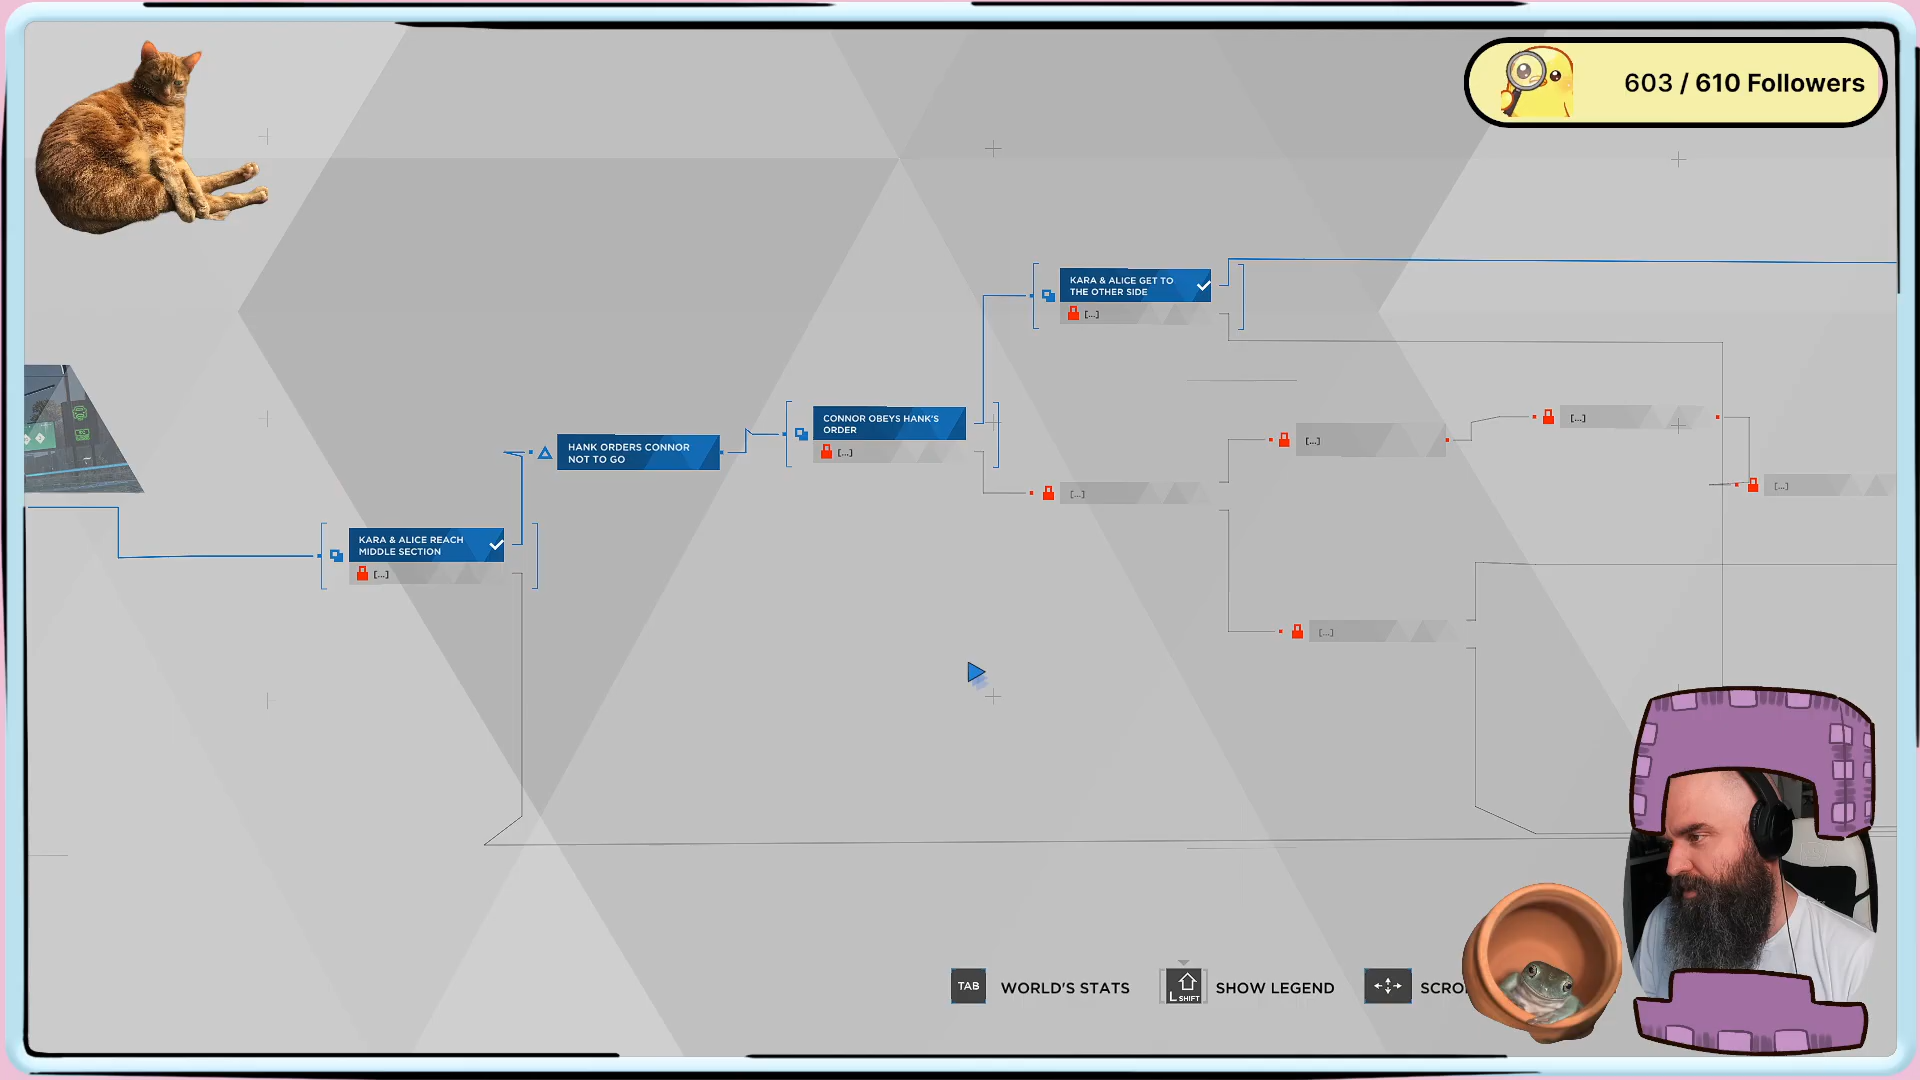 603 / 610 Followers
KARA & ALICE GET TO
THE OTHER SIDE
[...]
CONNOR OBEYS HANK'S
ORDER
[...]
HANK ORDERS CONNOR
NOT TO GO
[...]
[...]
[...]
[...]
KARA & ALICE REACH
MIDDLE SECTION
[...]
[...]
TAB WORLD'S STATS
L SHIFT SHOW LEGEND